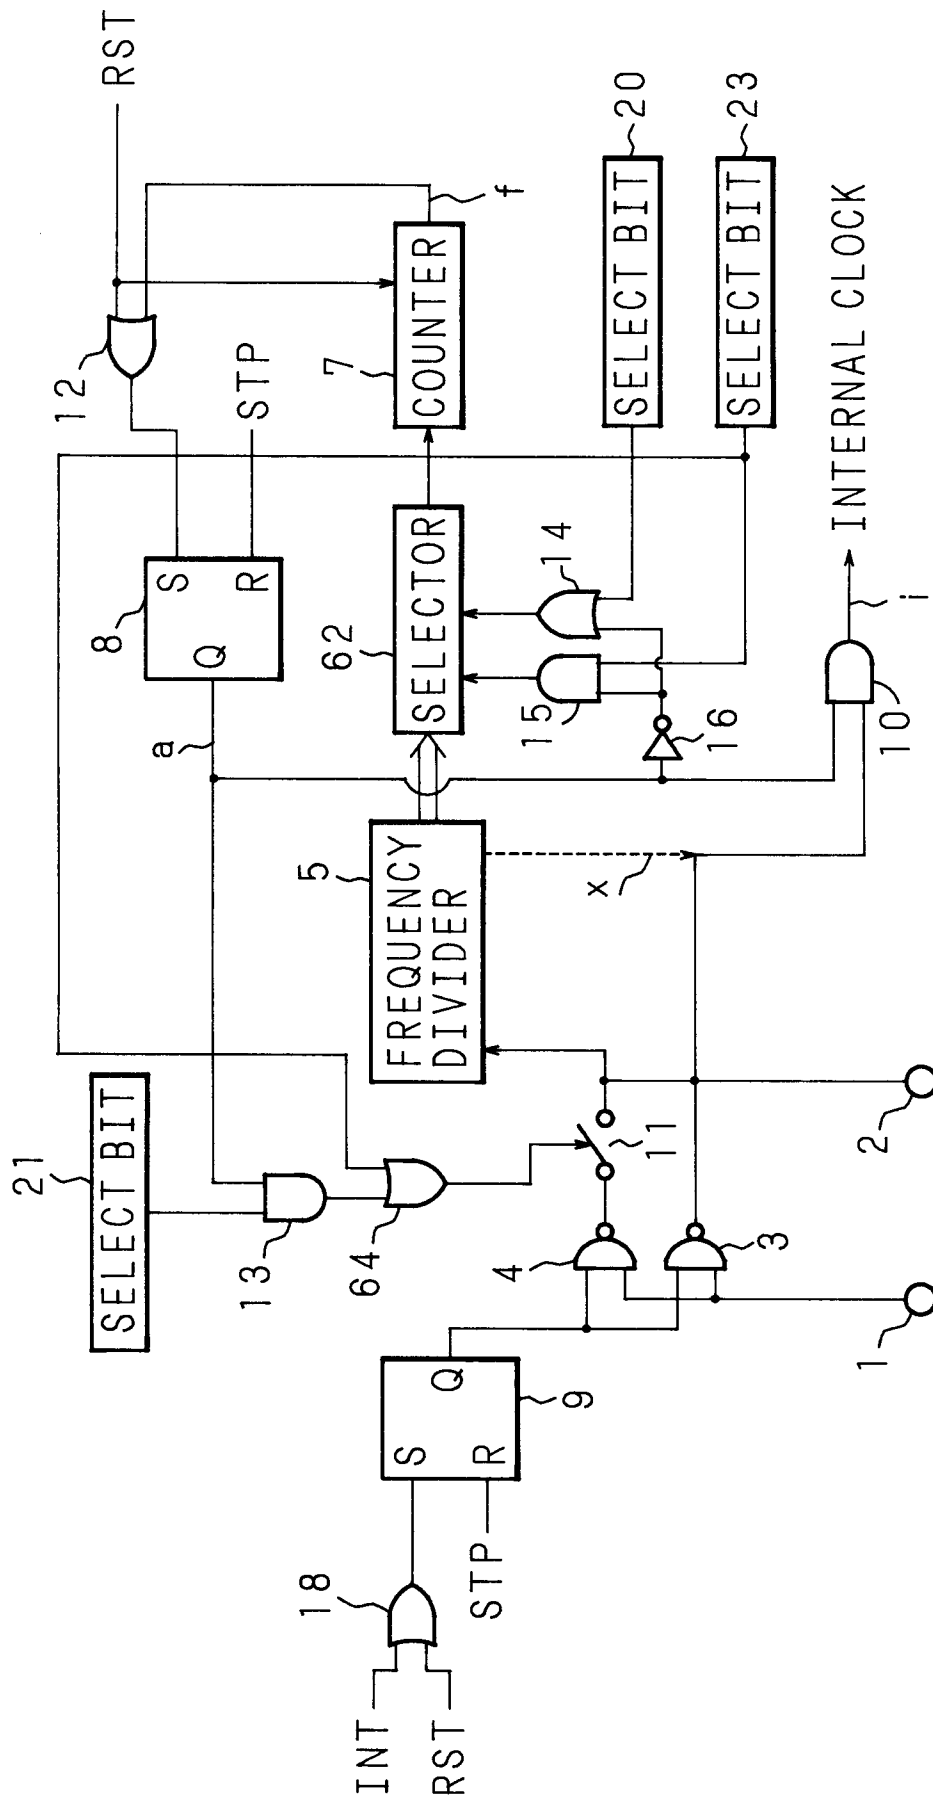 INT
RST
18
STP
S
R
Q
9
21
SELECT BIT
13
64
4
3
11
1
2
5
FREQUENCY
DIVIDER
x
a
8
Q
S
R
STP
12
RST
62
SELECTOR
7
COUNTER
f
15
14
16
SELECT BIT
20
SELECT BIT
23
10
i
INTERNAL CLOCK